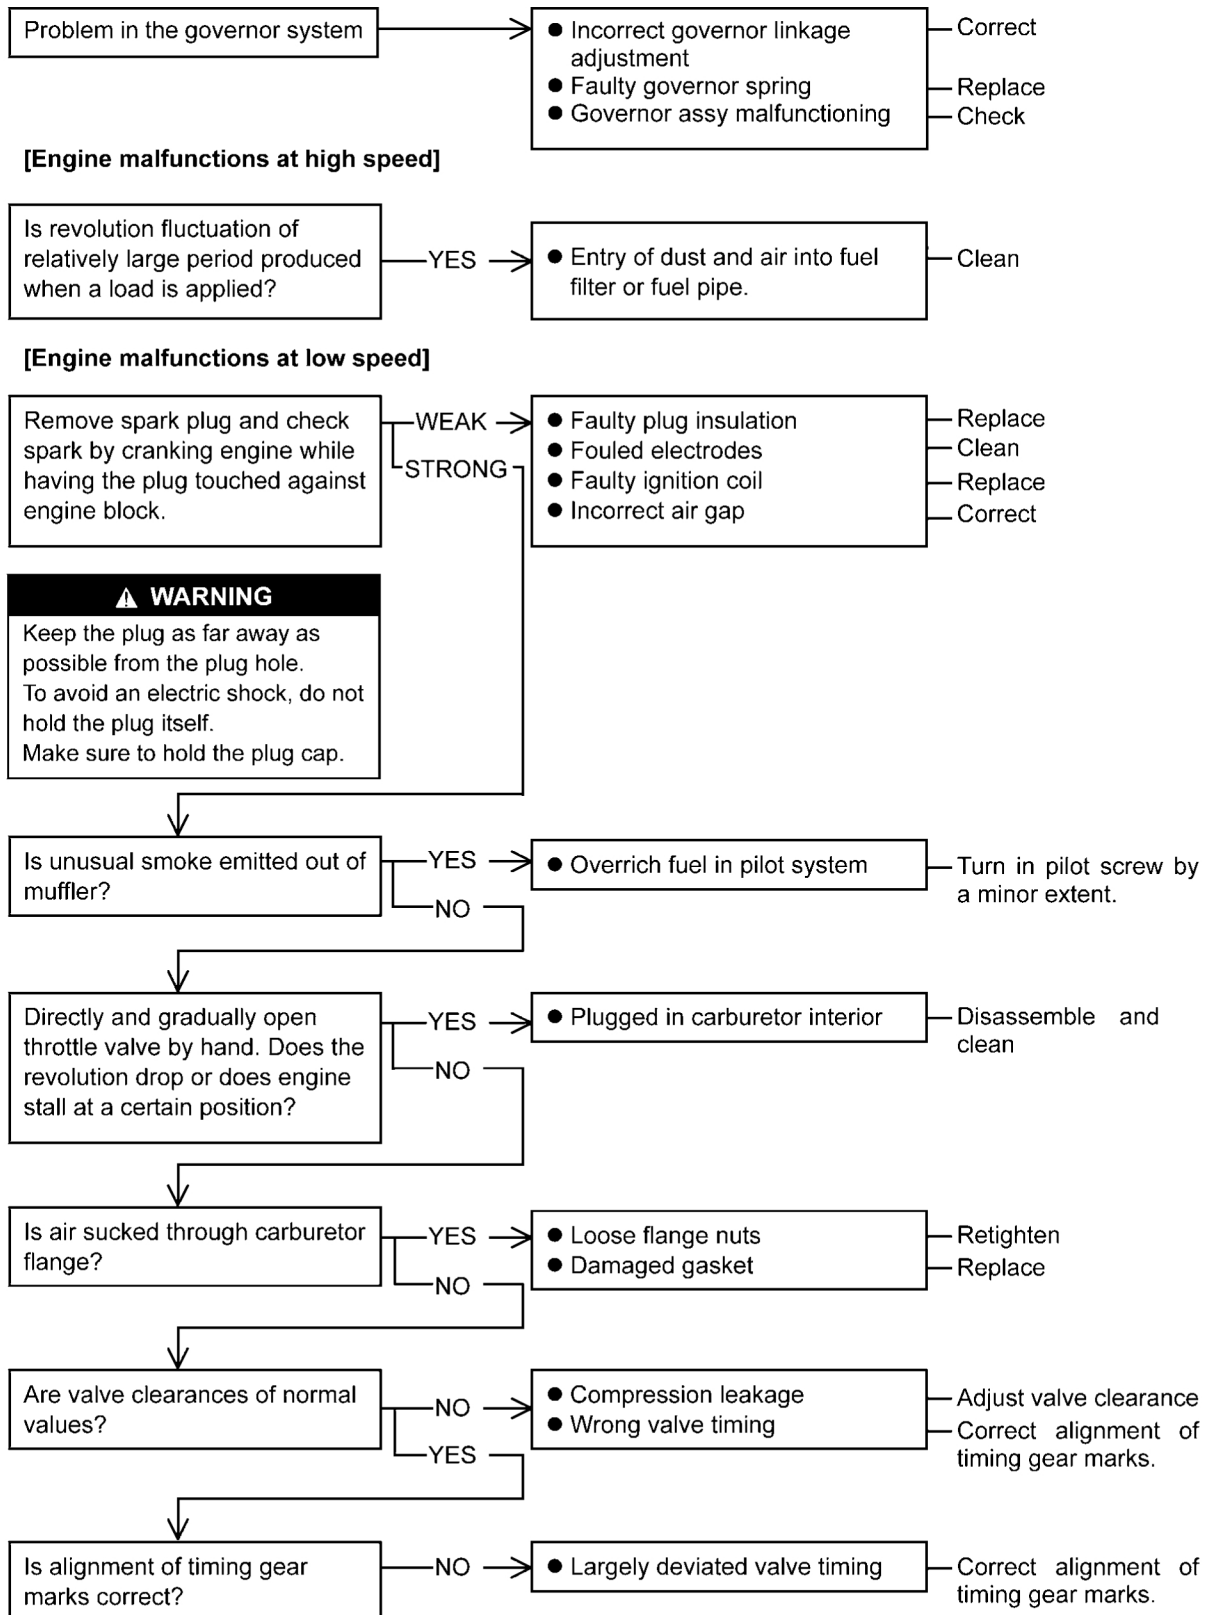 Problem in the governor system
● Incorrect governor linkage
adjustment
● Faulty governor spring
● Governor assy malfunctioning
Correct
Replace
Check
[Engine malfunctions at high speed]
Is revolution fluctuation of
relatively large period produced
when a load is applied?
YES
● Entry of dust and air into fuel
filter or fuel pipe.
Clean
[Engine malfunctions at low speed]
Remove spark plug and check
spark by cranking engine while
having the plug touched against
engine block.
WEAK
STRONG
● Faulty plug insulation
● Fouled electrodes
● Faulty ignition coil
● Incorrect air gap
Replace
Clean
Replace
Correct
⚠ WARNING
Keep the plug as far away as
possible from the plug hole.
To avoid an electric shock, do not
hold the plug itself.
Make sure to hold the plug cap.
Is unusual smoke emitted out of
muffler?
YES
NO
● Overrich fuel in pilot system
Turn in pilot screw by
a minor extent.
Directly and gradually open
throttle valve by hand. Does the
revolution drop or does engine
stall at a certain position?
YES
NO
● Plugged in carburetor interior
Disassemble and
clean
Is air sucked through carburetor
flange?
YES
NO
● Loose flange nuts
● Damaged gasket
Retighten
Replace
Are valve clearances of normal
values?
NO
YES
● Compression leakage
● Wrong valve timing
Adjust valve clearance
Correct alignment of
timing gear marks.
Is alignment of timing gear
marks correct?
NO
● Largely deviated valve timing
Correct alignment of
timing gear marks.